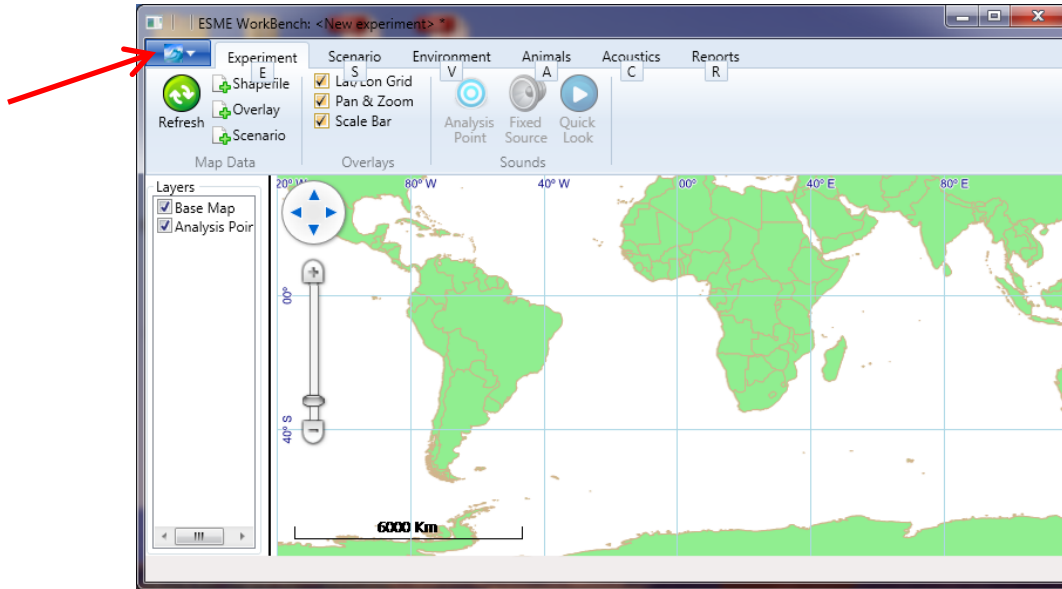 ESME WorkBench: <New experiment> *
Experiment Scenario Environment Animals Acoustics Reports
E S V A C R
Refresh
Shapefile
Overlay
Scenario
Map Data
Lat/Lon Grid
Pan & Zoom
Scale Bar
Overlays
Analysis Point
Fixed Source
Quick Look
Sounds
Layers
Base Map
Analysis Poin
20° W 80° W 40° W 00° 40° E 80° E
00°
40° S
6000 Km